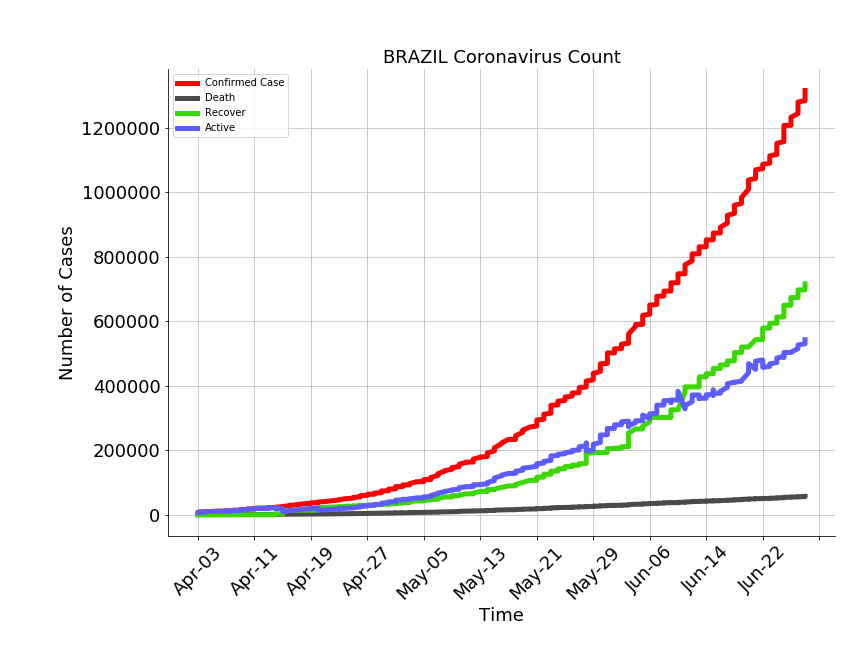 BRAZIL Coronavirus Count
Confirmed Case
Death
Recover
Active
1200000
1000000
800000
600000
400000
200000
0
Number of Cases
Apr-03
Apr-11
Apr-19
Apr-27
May-05
May-13
May-21
May-29
Jun-06
Jun-14
Jun-22
Time